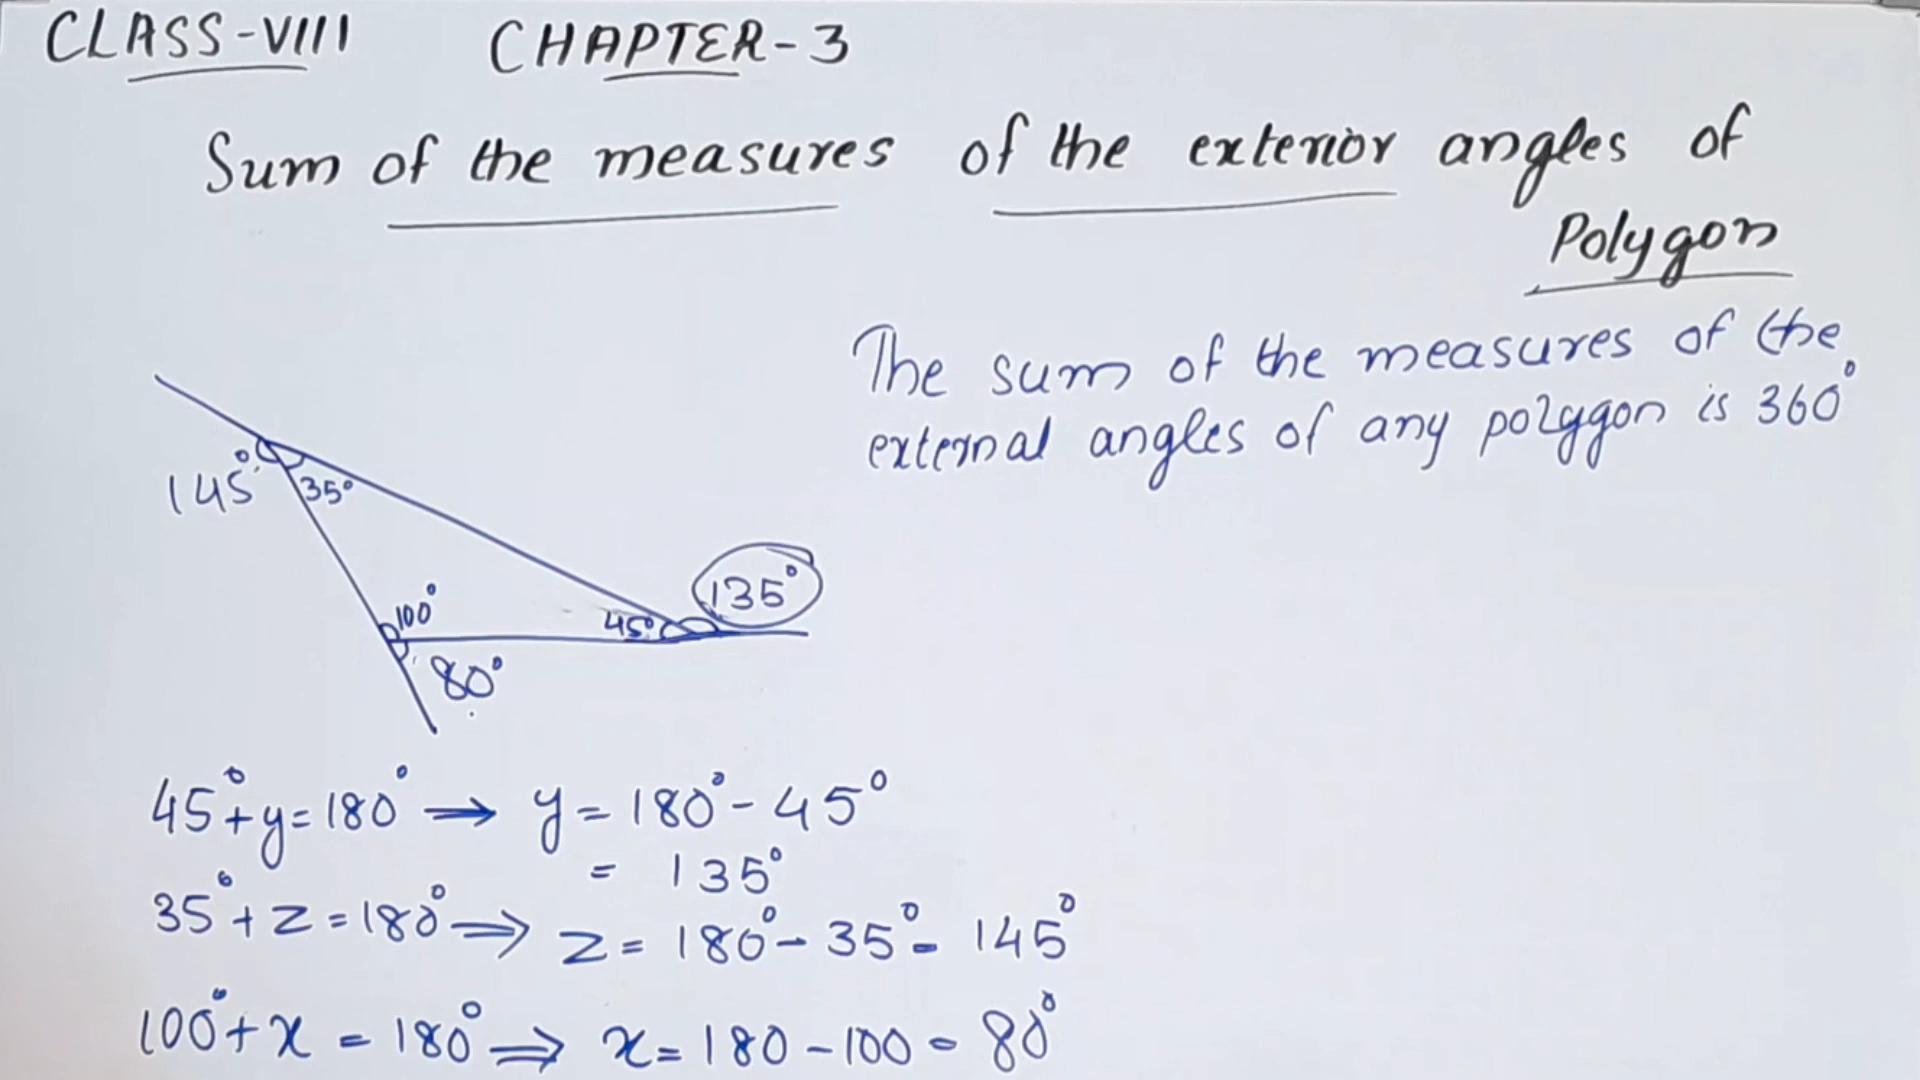 CLASS-VIII CHAPTER-3
Sum of the measures of the exterior angles of
Polygon
The sum of the measures of the
external angles of any polygon is 360°
145°
35°
135°
100°
45°
80°
45°+y=180° → y=180°-45°
= 135°
35°+z=180° ⇒ z=180°-35°=145°
100°+x=180° ⇒ x=180-100=80°